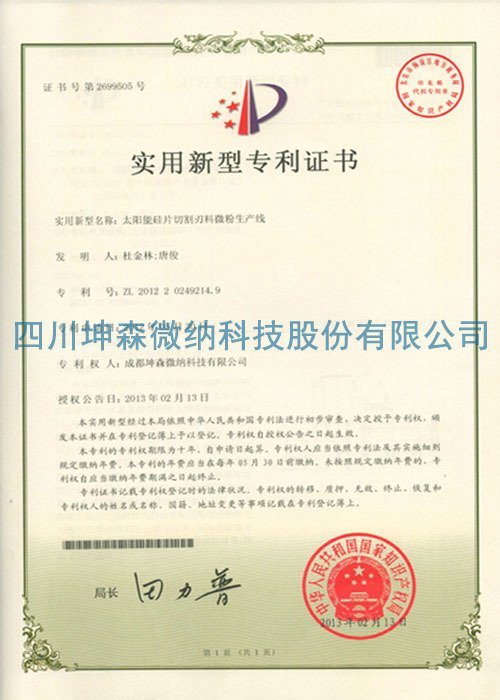 证书号第2699505号
印花税
代扣专用章
实用新型专利证书
实用新型名称：太阳能硅片切割刃料微粉生产线
发明人：杜金林;唐俊
专利号：ZL 2012 2 0249214.9
四川坤森微纳科技股份有限公司
专利权人：成都坤森微纳科技有限公司
授权公告日：2013年02月13日
本实用新型经过本局依照中华人民共和国专利法进行初步审查，决定授予专利权，颁
发本证书并在专利登记簿上予以登记。专利权自授权公告之日起生效。
本专利的专利权期限为十年，自申请日起算。专利权人应当依照专利法及其实施细则
规定缴纳年费。本专利的年费应当在每年05月30日前缴纳。未按照规定缴纳年费的，专
利权自应当缴纳年费期满之日起终止。
专利证书记载专利权登记时的法律状况。专利权的转移、质押、无效、终止、恢复和
专利权人的姓名或名称、国籍、地址变更等事项记载在专利登记簿上。
局长 田力普
中华人民共和国国家知识产权局
2013年02月13日
第1页（共1页）